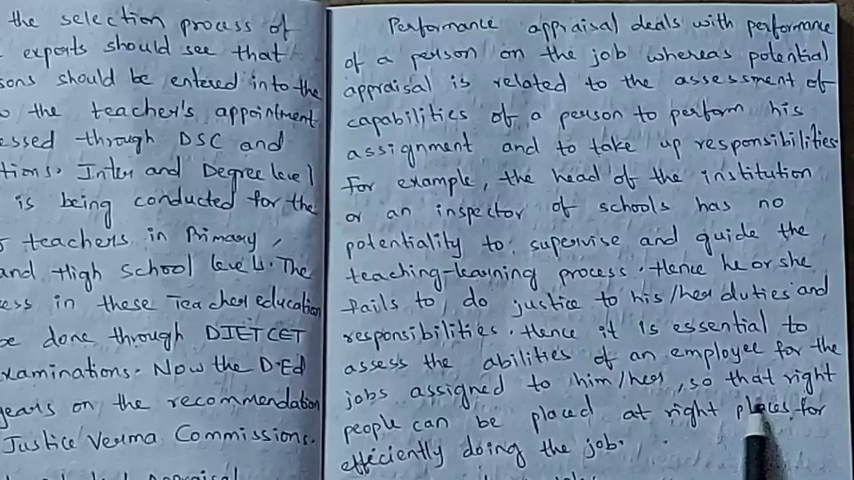 the selection process of
experts should see that
sons should be entered into the
the teacher's appointment
essed through DSC and
tions. Inter and Degree level
is being conducted for the
teachers in Primary,
and High School levels. The
ess in these Teacher education
be done through DIETCET
xaminations. Now the D.Ed
years on the recommendation
Justice Verma Commissions.
Performance appraisal deals with performance
of a person on the job whereas potential
appraisal is related to the assessment of
capabilities of a person to perform his
assignment and to take up responsibilities
For example, the head of the institution
or an inspector of schools has no
potentiality to supervise and guide the
teaching-learning process. Hence he or she
fails to do justice to his/her duties and
responsibilities. Hence it is essential to
assess the abilities of an employee for the
jobs assigned to him/her, so that right
people can be placed at right places for
efficiently doing the job.